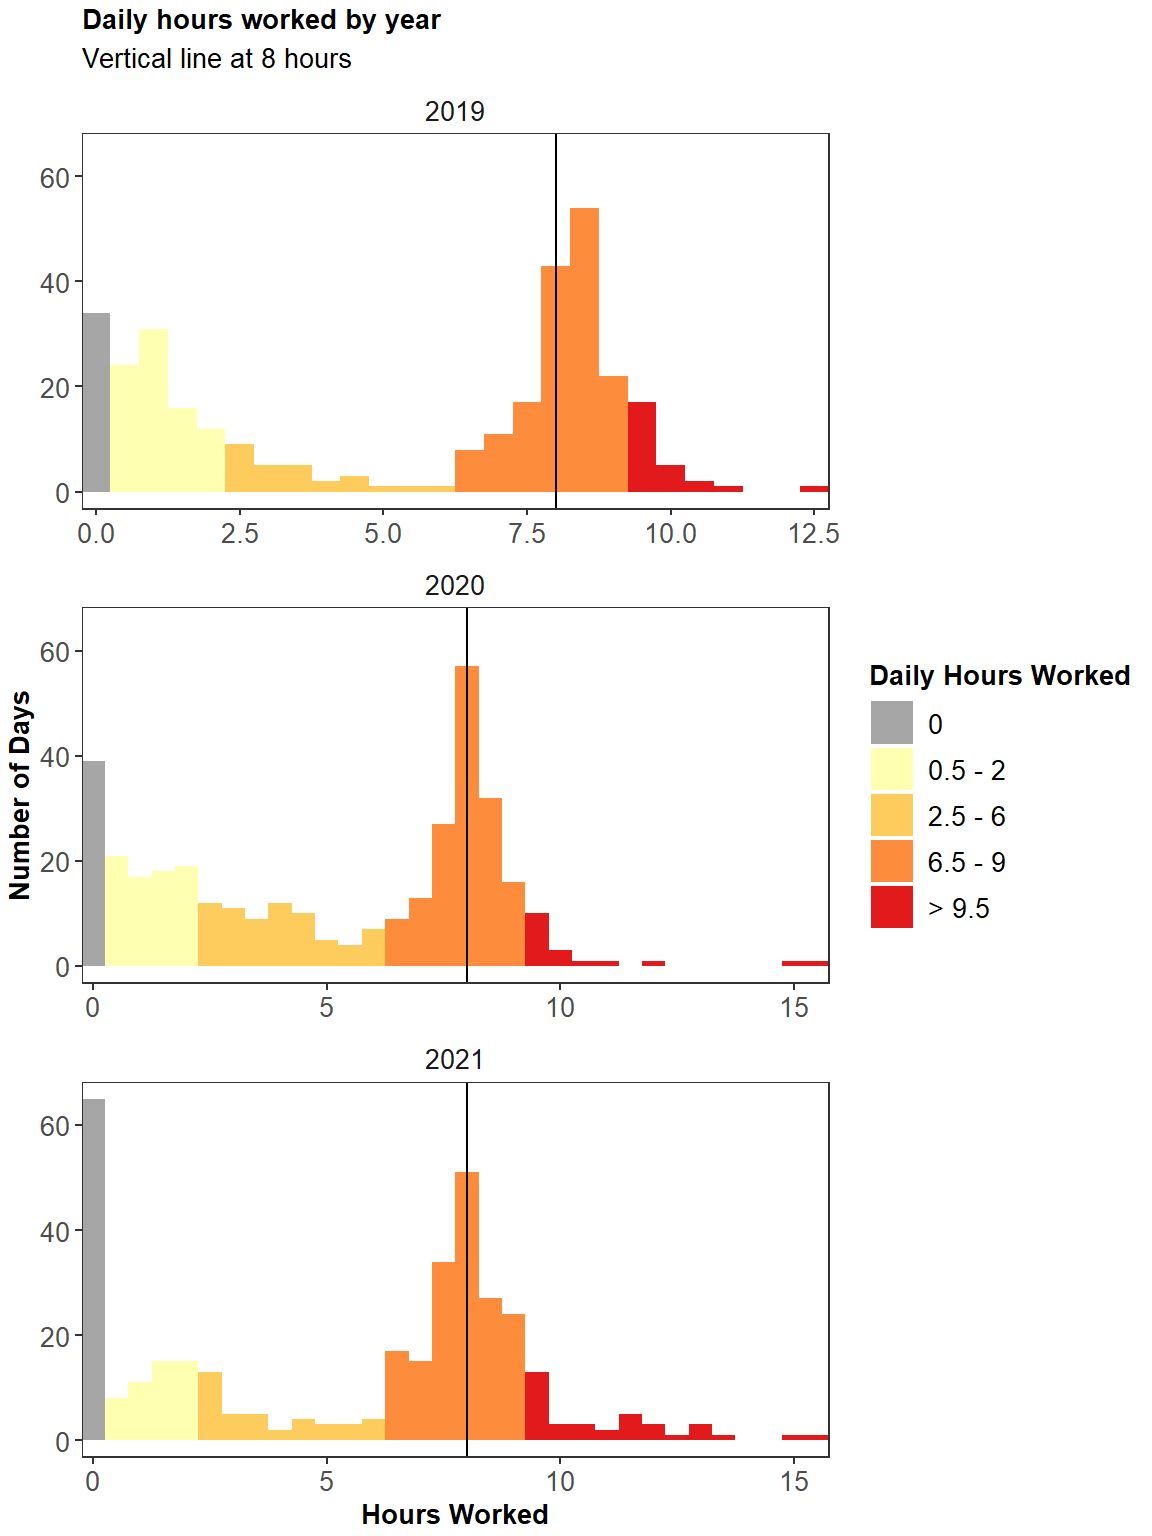 Daily hours worked by year
Vertical line at 8 hours
2019
60
40
20
0
0.0 2.5 5.0 7.5 10.0 12.5
2020
60
40
20
0
0 5 10 15
Number of Days
Daily Hours Worked
0
0.5 - 2
2.5 - 6
6.5 - 9
> 9.5
2021
60
40
20
0
0 5 10 15
Hours Worked